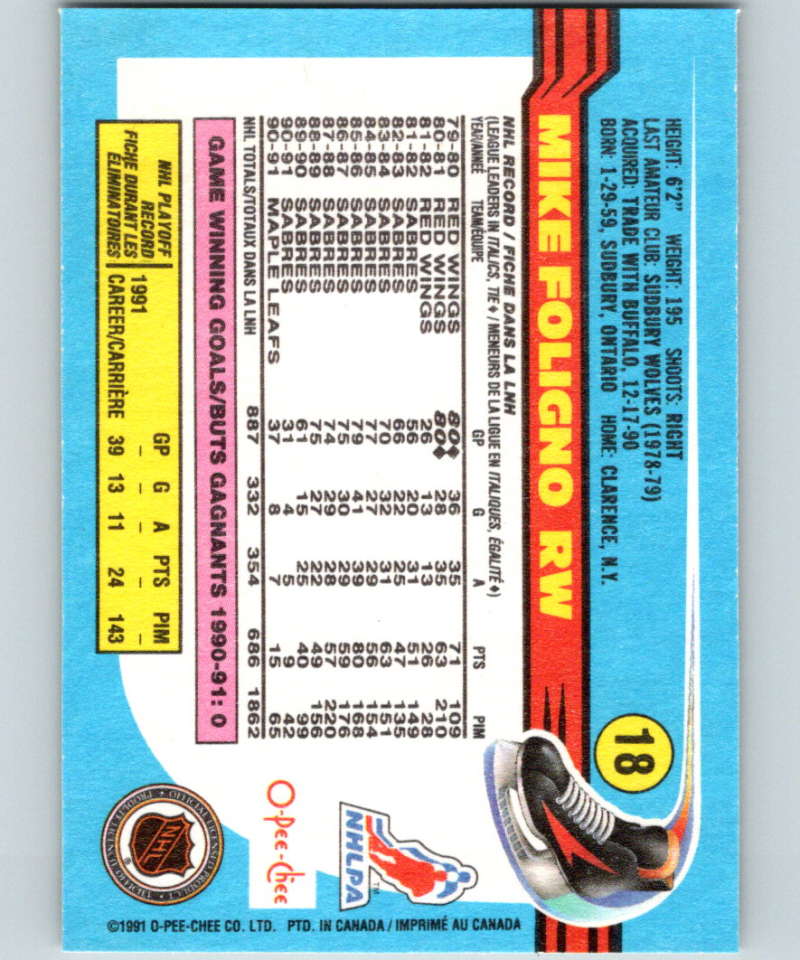 18
HEIGHT: 6'2" WEIGHT: 195 SHOOTS: RIGHT
LAST AMATEUR CLUB: SUDBURY WOLVES (1978-79)
ACQUIRED: TRADE WITH BUFFALO, 12-17-90
BORN: 1-29-59, SUDBURY, ONTARIO HOME: CLARENCE, N.Y.
MIKE FOLIGNO RW
NHL RECORD / FICHE DANS LA LNH
(LEAGUE LEADERS IN ITALICS, TIE ♦ / MENEURS DE LA LIGUE EN ITALIQUES, ÉGALITÉ ♦)
YEAR/ANNÉE TEAM/ÉQUIPE GP G A PTS PIM
79-80 RED WINGS 80♦ 36 35 71 109
80-81 RED WINGS 80♦ 28 35 63 210
81-82 RED WINGS 26 13 13 26 28
81-82 SABRES 56 20 31 51 149
82-83 SABRES 66 22 25 47 135
83-84 SABRES 70 32 31 63 151
84-85 SABRES 77 27 29 56 154
85-86 SABRES 79 41 39 80 168
86-87 SABRES 75 30 29 59 176
87-88 SABRES 74 29 28 57 220
88-89 SABRES 75 27 22 49 156
89-90 SABRES 61 15 25 40 99
90-91 SABRES 31 4 5 9 42
90-91 MAPLE LEAFS 37 8 7 15 65
NHL TOTALS/TOTAUX DANS LA LNH 887 332 354 686 1862
GAME WINNING GOALS/BUTS GAGNANTS 1990-91: 0
NHL PLAYOFF RECORD
FICHE DURANT LES ÉLIMINATOIRES
GP G A PTS PIM
1991 – – – – –
CAREER/CARRIÈRE 39 13 11 24 143
NHLPA™
O-Pee-Chee
NHL
OFFICIAL LICENSED PRODUCT • PRODUIT OFFICIEL •
®
©1991 O-PEE-CHEE CO. LTD. PTD. IN CANADA / IMPRIMÉ AU CANADA